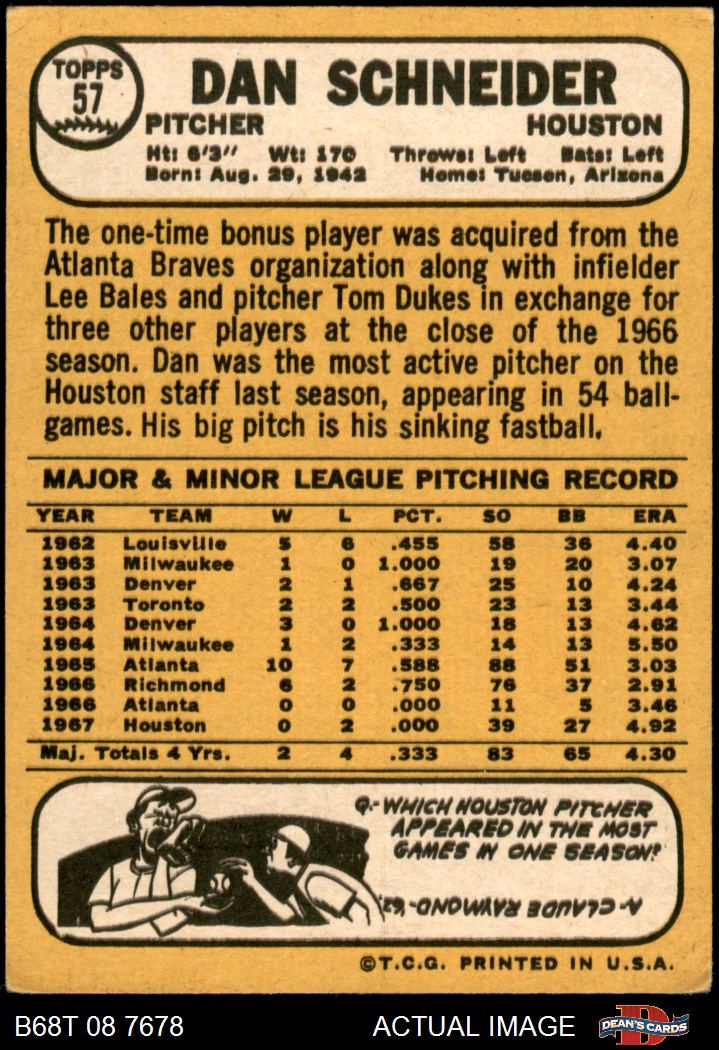 TOPPS
57
DAN SCHNEIDER
PITCHER HOUSTON
Ht: 6'3" Wt: 170 Throws: Left Bats: Left
Born: Aug. 29, 1942 Home: Tucson, Arizona
The one-time bonus player was acquired from the
Atlanta Braves organization along with infielder
Lee Bales and pitcher Tom Dukes in exchange for
three other players at the close of the 1966
season. Dan was the most active pitcher on the
Houston staff last season, appearing in 54 ball-
games. His big pitch is his sinking fastball.
MAJOR & MINOR LEAGUE PITCHING RECORD
YEAR TEAM W L PCT. SO BB ERA
1962 Louisville 5 6 .455 58 36 4.40
1963 Milwaukee 1 0 1.000 19 20 3.07
1963 Denver 2 1 .667 25 10 4.24
1963 Toronto 2 2 .500 23 13 3.44
1964 Denver 3 0 1.000 18 13 4.62
1964 Milwaukee 1 2 .333 14 13 5.50
1965 Atlanta 10 7 .588 88 51 3.03
1966 Richmond 6 2 .750 76 37 2.91
1966 Atlanta 0 0 .000 11 5 3.46
1967 Houston 0 2 .000 39 27 4.92
Maj. Totals 4 Yrs. 2 4 .333 83 65 4.30
Q.- WHICH HOUSTON PITCHER
APPEARED IN THE MOST
GAMES IN ONE SEASON?
A- CLAUDE RAYMOND-'62.
©T.C.G. PRINTED IN U.S.A.
B68T 08 7678 ACTUAL IMAGE
D
DEAN'S CARDS